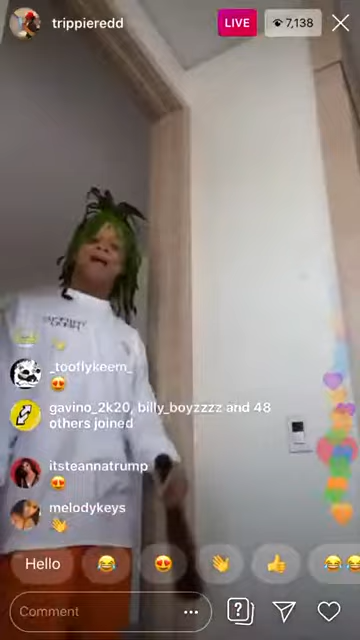 trippieredd
LIVE
7,138
_tooflykeem_
😍
gavino_2k20, billy_boyzzzz and 48
others joined
itsteannatrump
😍
melodykeys
👋
Hello 😂 😍 👋 👍 😂😂
Comment